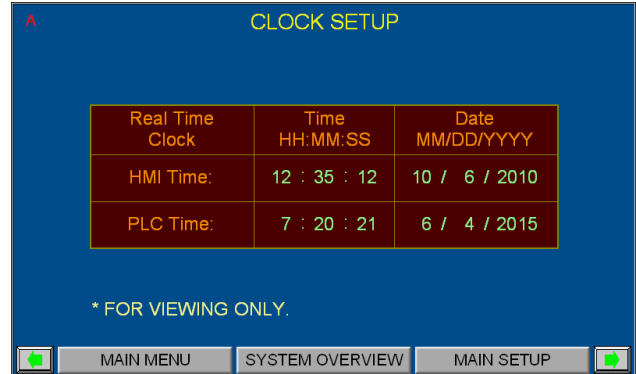 ^
CLOCK SETUP
Real Time Clock
Time HH:MM:SS
Date MM/DD/YYYY
HMI Time: 12 : 35 : 12 10 / 6 / 2010
PLC Time: 7 : 20 : 21 6 / 4 / 2015
* FOR VIEWING ONLY.
MAIN MENU SYSTEM OVERVIEW MAIN SETUP